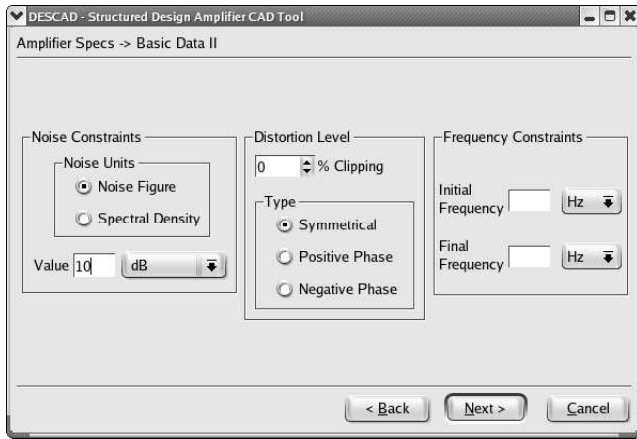 DESCAD - Structured Design Amplifier CAD Tool
Amplifier Specs -> Basic Data II
Noise Constraints
Noise Units
Noise Figure
Spectral Density
Value 10 dB
Distortion Level
0 % Clipping
Type
Symmetrical
Positive Phase
Negative Phase
Frequency Constraints
Initial
Frequency Hz
Final
Frequency Hz
< Back Next > Cancel